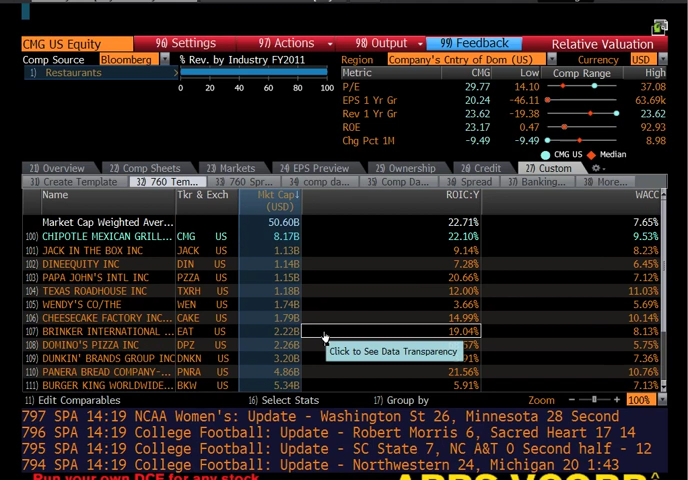 CMG US Equity 96) Settings 97) Actions 98) Output 99) Feedback Relative Valuation
Comp Source Bloomberg % Rev. by Industry FY2011 Region Company's Cntry of Dom (US) Currency USD
1) Restaurants Metric CMG Low Comp Range High
P/E 29.77 14.10 37.08
EPS 1 Yr Gr 20.24 -46.11 63.69k
Rev 1 Yr Gr 23.62 -19.38 23.62
0 20 40 60 80 100 ROE 23.17 0.47 92.93
Chg Pct 1M -9.49 -9.49 8.98
CMG US Median
21) Overview 22) Comp Sheets 23) Markets 24) EPS Preview 25) Ownership 26) Credit 27) Custom
31) Create Template 32) 760 Tem... 33) 760 Spr... 34) comp da... 35) Comp Da... 36) Spread 37) Banking... 38) More...
Name Tkr & Exch Mkt Cap (USD) ROIC:Y WACC
Market Cap Weighted Aver... 50.60B 22.71% 7.65%
100) CHIPOTLE MEXICAN GRILL... CMG US 8.17B 22.10% 9.53%
101) JACK IN THE BOX INC JACK US 1.13B 9.14% 8.23%
102) DINEEQUITY INC DIN US 1.14B 7.28% 6.45%
103) PAPA JOHN'S INTL INC PZZA US 1.15B 20.66% 7.12%
104) TEXAS ROADHOUSE INC TXRH US 1.18B 12.00% 11.03%
105) WENDY'S CO/THE WEN US 1.74B 3.66% 5.69%
106) CHEESECAKE FACTORY INC... CAKE US 1.79B 14.99% 10.14%
107) BRINKER INTERNATIONAL ... EAT US 2.22B 19.04% 8.13%
108) DOMINO'S PIZZA INC DPZ US 2.26B 57% 5.75%
Click to See Data Transparency
109) DUNKIN' BRANDS GROUP INC DNKN US 3.20B 91% 7.36%
110) PANERA BREAD COMPANY-... PNRA US 4.86B 21.56% 10.76%
111) BURGER KING WORLDWIDE... BKW US 5.34B 5.91% 7.13%
11) Edit Comparables 16) Select Stats 17) Group by Zoom 100%
797 SPA 14:19 NCAA Women's: Update - Washington St 26, Minnesota 28 Second
796 SPA 14:19 College Football: Update - Robert Morris 6, Sacred Heart 17 14
795 SPA 14:19 College Football: Update - SC State 7, NC A&T 0 Second half - 12
794 SPA 14:19 College Football: Update - Northwestern 24, Michigan 20 1:43
Run your own DCF for any stock